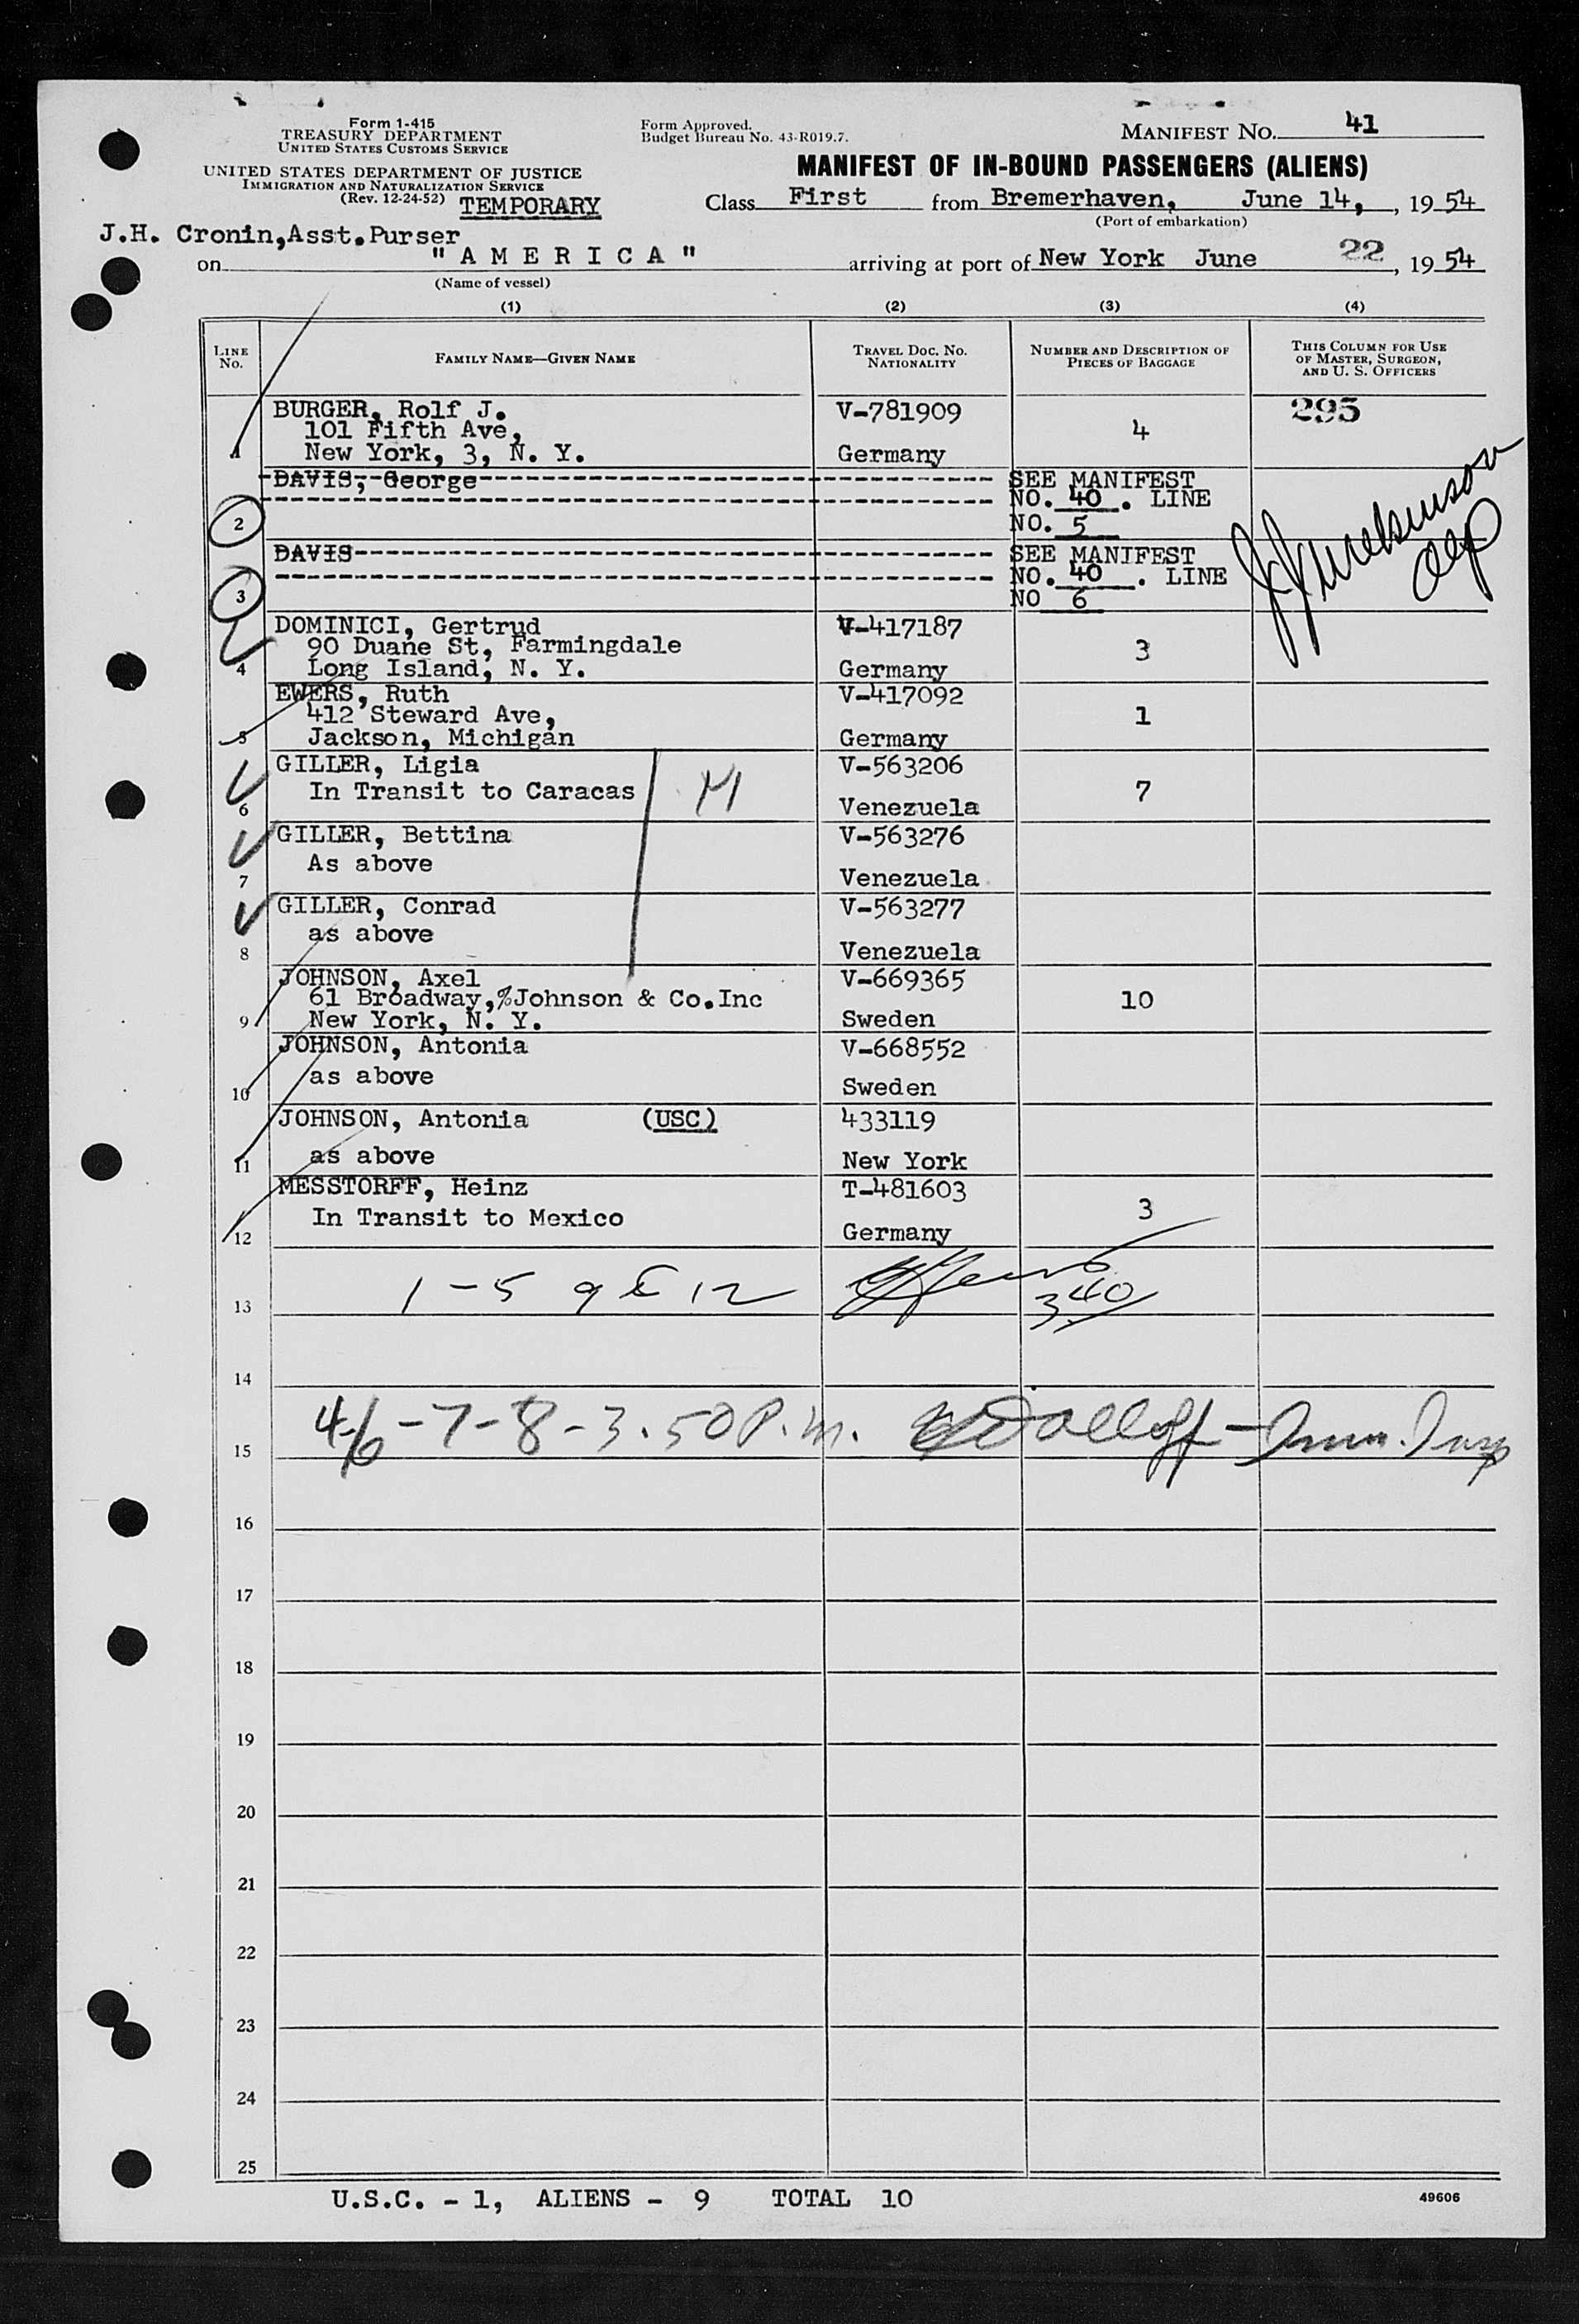 Form 1-415
TREASURY DEPARTMENT
UNITED STATES CUSTOMS SERVICE
UNITED STATES DEPARTMENT OF JUSTICE
IMMIGRATION AND NATURALIZATION SERVICE
(Rev. 12-24-52) TEMPORARY
Form Approved.
Budget Bureau No. 43-R019.7.
MANIFEST NO. 41
MANIFEST OF IN-BOUND PASSENGERS (ALIENS)
Class First from Bremerhaven, June 14, , 19 54
(Port of embarkation)
J.H. Cronin,Asst.Purser
on "AMERICA" arriving at port of New York June 22, 19 54
(Name of vessel)
(1) (2) (3) (4)
LINE No. FAMILY NAME—GIVEN NAME TRAVEL DOC. NO. NATIONALITY NUMBER AND DESCRIPTION OF PIECES OF BAGGAGE THIS COLUMN FOR USE OF MASTER, SURGEON, AND U. S. OFFICERS
BURGER, Rolf J. V-781909 295
101 Fifth Ave, 4
1 New York, 3, N. Y. Germany
DAVIS, George SEE MANIFEST
NO. 40 . LINE
2 NO. 5
DAVIS SEE MANIFEST
NO. 40 . LINE
3 NO 6
DOMINICI, Gertrud V-417187
90 Duane St, Farmingdale 3
4 Long Island, N. Y. Germany
EWERS, Ruth V-417092
412 Steward Ave, 1
5 Jackson, Michigan Germany
GILLER, Ligia V-563206
In Transit to Caracas 7
6 Venezuela
GILLER, Bettina V-563276
As above
7 Venezuela
GILLER, Conrad V-563277
as above
8 Venezuela
JOHNSON, Axel V-669365
61 Broadway,%Johnson & Co.Inc 10
9 New York, N. Y. Sweden
JOHNSON, Antonia V-668552
as above
10 Sweden
JOHNSON, Antonia (USC) 433119
11 as above New York
MESSTORFF, Heinz T-481603
In Transit to Mexico 3
12 Germany
1-5 9 12
340
13
14
4-6-7-8-3.50 P.m. Imm. Insp
15
16
17
18
19
20
21
22
23
24
25
U.S.C. - 1, ALIENS - 9 TOTAL 10
49606